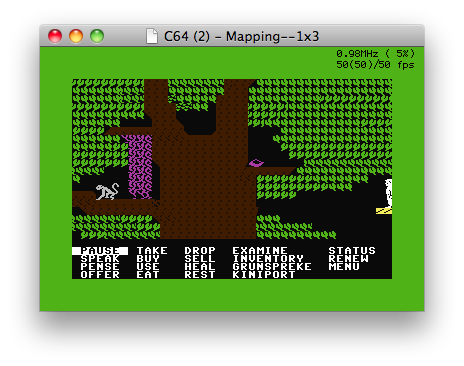 C64 (2) - Mapping--1x3
0.98MHz ( 5%)
50(50)/50 fps
PAUSE TAKE DROP EXAMINE STATUS
SPEAK BUY SELL INVENTORY RENEW
PENSE USE HEAL GRUNSPREKE MENU
OFFER EAT REST KINIPORT